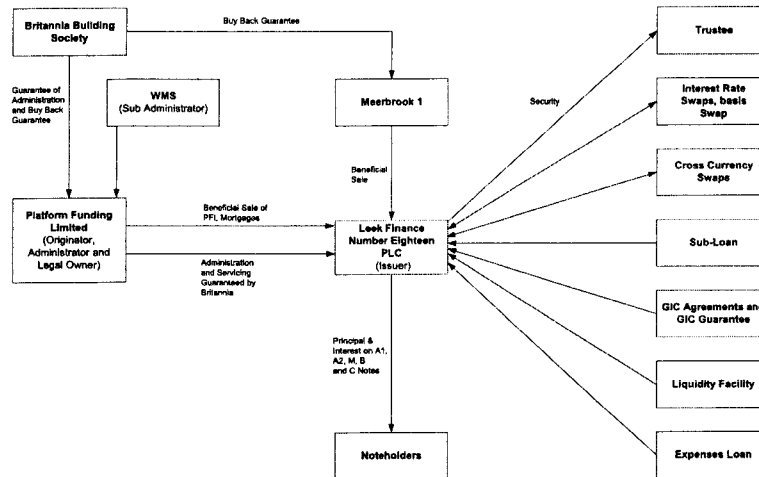 Britannia Building
Society
Buy Back Guarantee
Trustee
Guarantee of
Administration
and Buy Back
Guarantee
WMS
(Sub Administrator)
Meerbrook 1
Security
Interest Rate
Swaps, basis
Swap
Beneficial
Sale
Cross Currency
Swaps
Platform Funding
Limited
(Originator,
Administrator and
Legal Owner)
Beneficial Sale of
PFL Mortgages
Administration
and Servicing
Guaranteed by
Britannia
Leek Finance
Number Eighteen
PLC
(Issuer)
Sub-Loan
GIC Agreements and
GIC Guarantee
Principal &
Interest on A1,
A2, M, B
and C Notes
Liquidity Facility
Noteholders
Expenses Loan